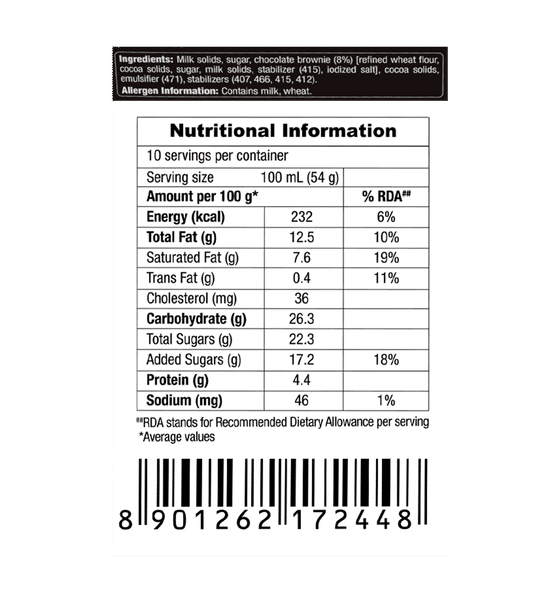 Ingredients: Milk solids, sugar, chocolate brownie (8%) [refined wheat flour,
cocoa solids, sugar, milk solids, stabilizer (415), iodized salt], cocoa solids,
emulsifier (471), stabilizers (407, 466, 415, 412).
Allergen Information: Contains milk, wheat.
Nutritional Information
10 servings per container
Serving size 100 mL (54 g)
Amount per 100 g* % RDA##
Energy (kcal) 232 6%
Total Fat (g) 12.5 10%
Saturated Fat (g) 7.6 19%
Trans Fat (g) 0.4 11%
Cholesterol (mg) 36
Carbohydrate (g) 26.3
Total Sugars (g) 22.3
Added Sugars (g) 17.2 18%
Protein (g) 4.4
Sodium (mg) 46 1%
##RDA stands for Recommended Dietary Allowance per serving
*Average values
8 901262 172448